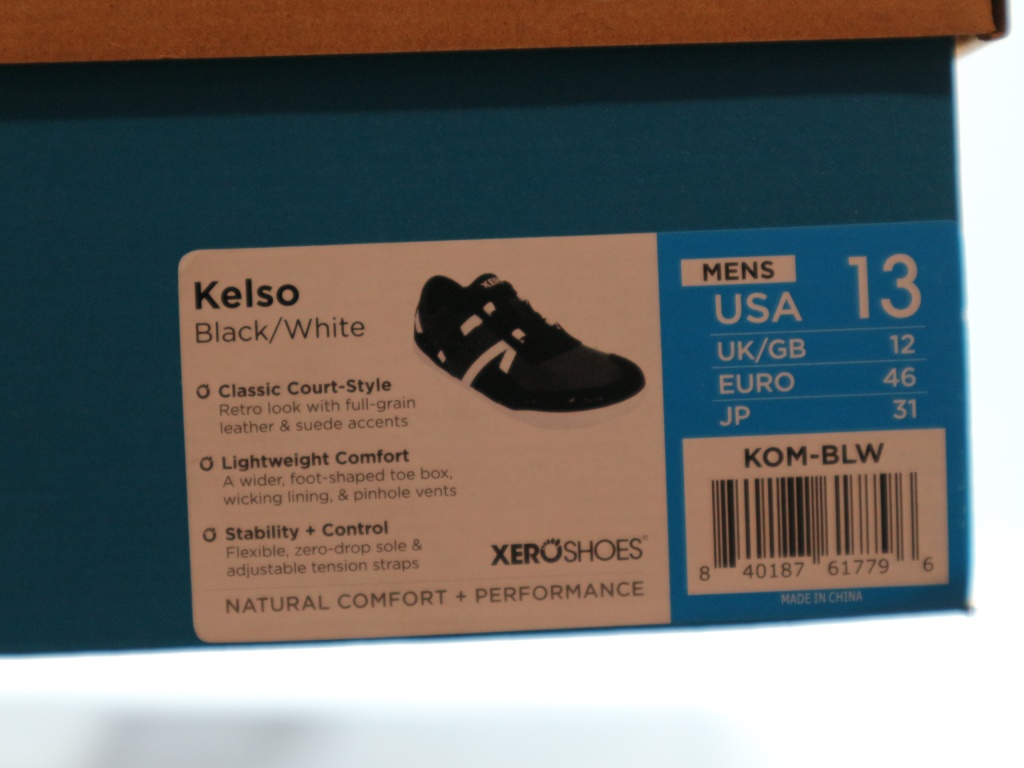 Kelso
Black/White
Classic Court-Style
Retro look with full-grain
leather & suede accents
Lightweight Comfort
A wider, foot-shaped toe box,
wicking lining, & pinhole vents
Stability + Control
Flexible, zero-drop sole &
adjustable tension straps
XEROSHOES®
NATURAL COMFORT + PERFORMANCE
MENS
USA 13
UK/GB 12
EURO 46
JP 31
KOM-BLW
8 40187 61779 6
MADE IN CHINA